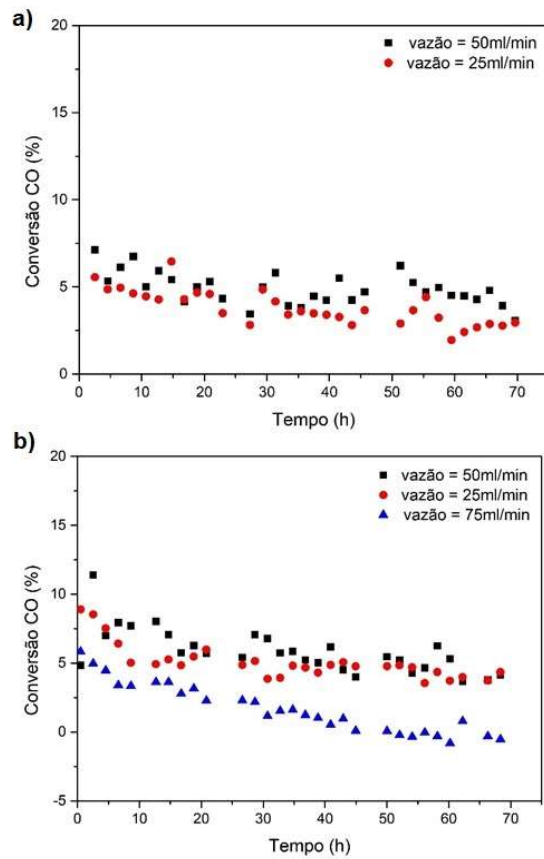 a)
20
15
10
5
0
Conversão CO (%)
vazão = 50ml/min
vazão = 25ml/min
0 10 20 30 40 50 60 70
Tempo (h)
b)
20
15
10
5
0
-5
Conversão CO (%)
vazão = 50ml/min
vazão = 25ml/min
vazão = 75ml/min
0 10 20 30 40 50 60 70
Tempo (h)